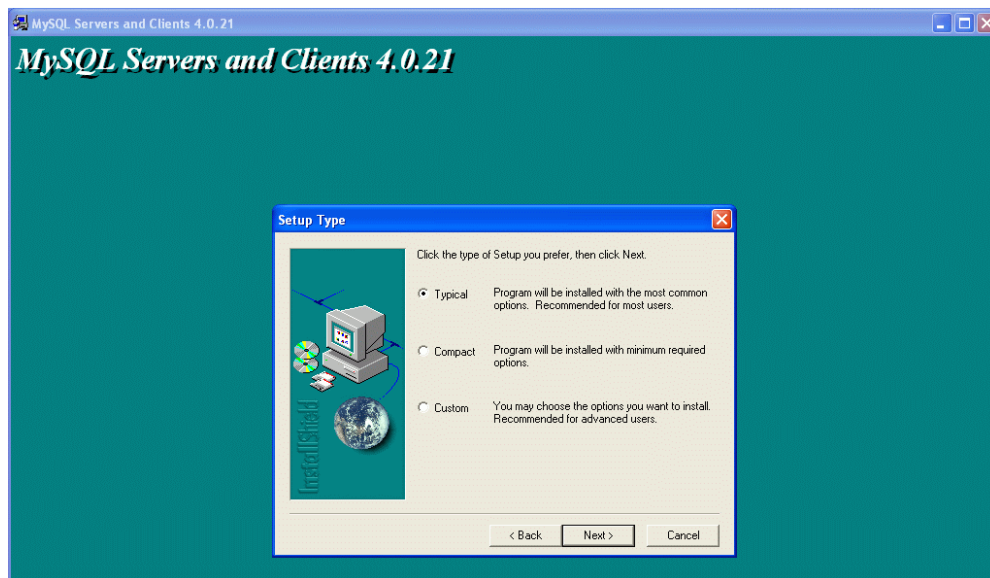 MySQL Servers and Clients 4.0.21
MySQL Servers and Clients 4.0.21
Setup Type
Click the type of Setup you prefer, then click Next.
Typical
Program will be installed with the most common
options. Recommended for most users.
Compact
Program will be installed with minimum required
options.
Custom
You may choose the options you want to install.
Recommended for advanced users.
InstallShield
< Back
Next >
Cancel